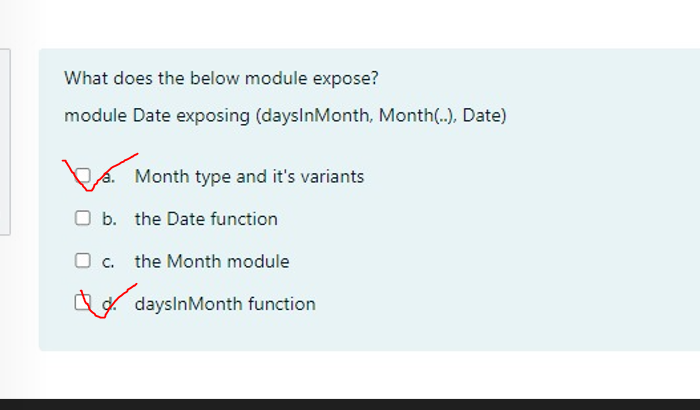 What does the below module expose?
module Date exposing (daysInMonth, Month(..), Date)
a. Month type and it's variants
b. the Date function
c. the Month module
d. daysInMonth function